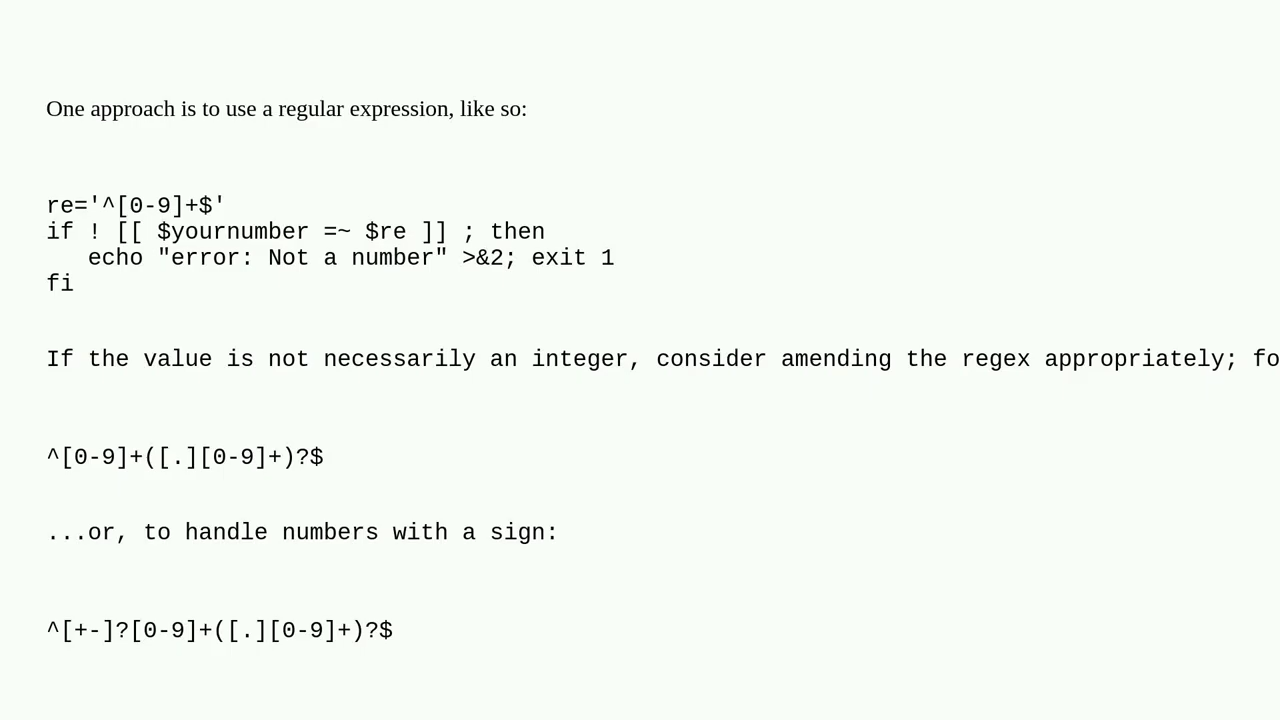 One approach is to use a regular expression, like so:
re='^[0-9]+$'
if ! [[ $yournumber =~ $re ]] ; then
   echo "error: Not a number" >&2; exit 1
fi
If the value is not necessarily an integer, consider amending the regex appropriately; fo
^[0-9]+([.][0-9]+)?$
...or, to handle numbers with a sign:
^[+-]?[0-9]+([.][0-9]+)?$